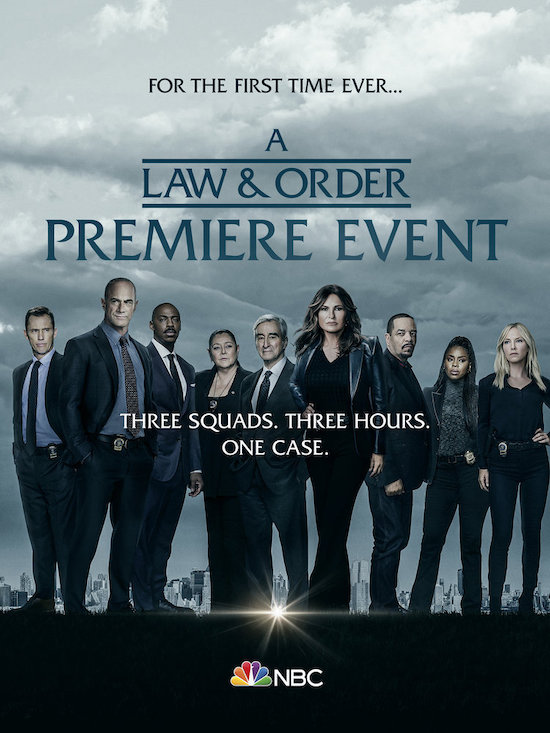 FOR THE FIRST TIME EVER...
A
LAW & ORDER
PREMIERE EVENT
THREE SQUADS. THREE HOURS.
ONE CASE.
NBC